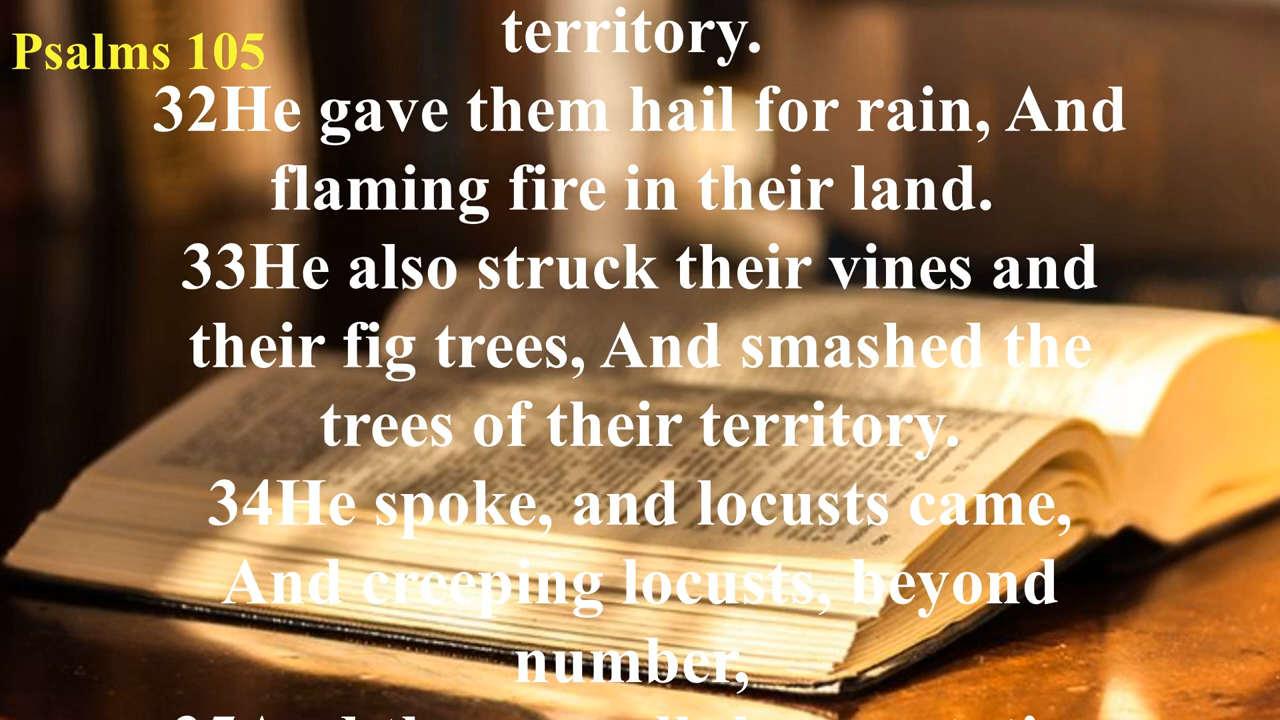 Psalms 105
territory.
32He gave them hail for rain, And
flaming fire in their land.
33He also struck their vines and
their fig trees, And smashed the
trees of their territory.
34He spoke, and locusts came,
And creeping locusts, beyond
number,